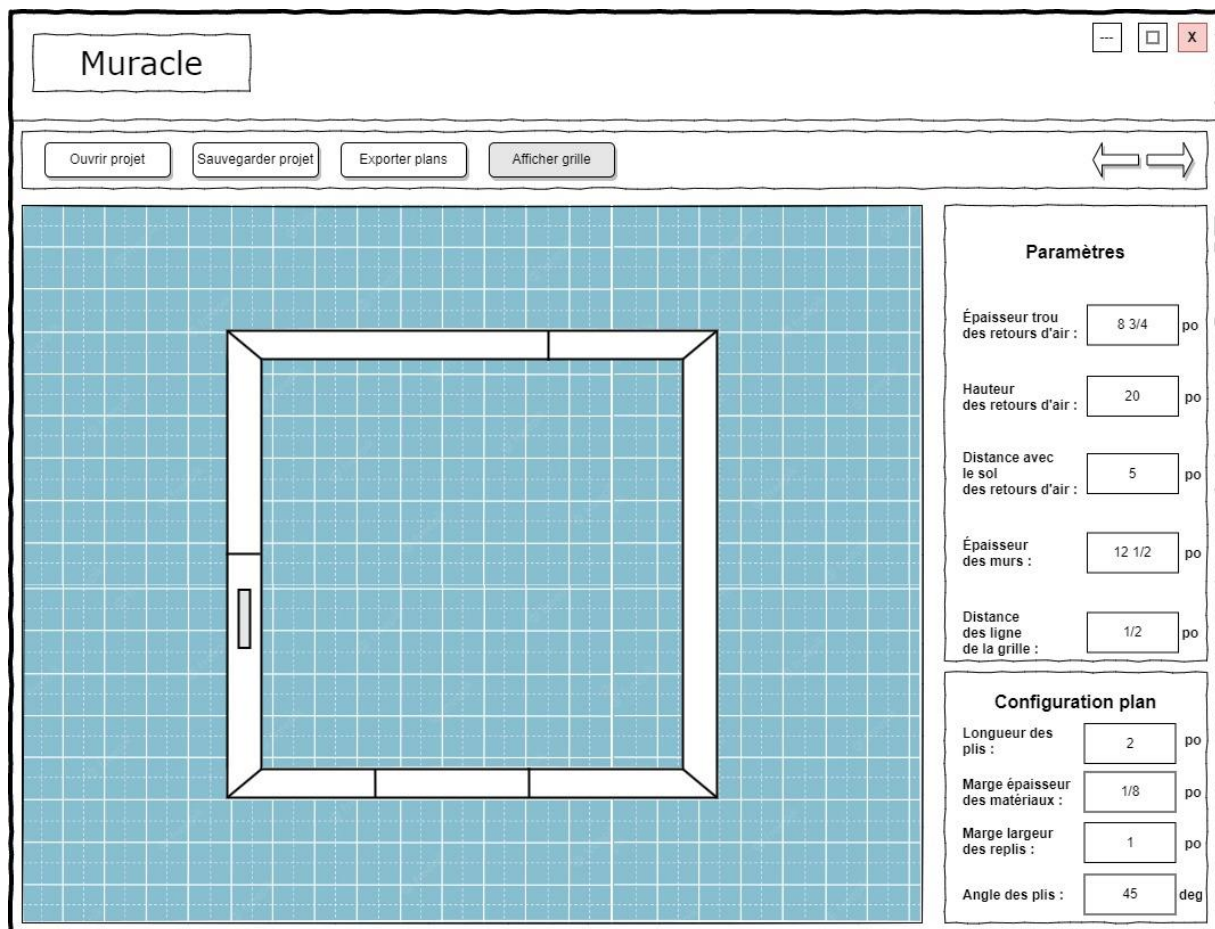 Muracle
---
X
Ouvrir projet
Sauvegarder projet
Exporter plans
Afficher grille
Paramètres
Épaisseur trou
des retours d'air :
8 3/4
po
Hauteur
des retours d'air :
20
po
Distance avec
le sol
des retours d'air :
5
po
Épaisseur
des murs :
12 1/2
po
Distance
des ligne
de la grille :
1/2
po
Configuration plan
Longueur des
plis :
2
po
Marge épaisseur
des matériaux :
1/8
po
Marge largeur
des replis :
1
po
Angle des plis :
45
deg